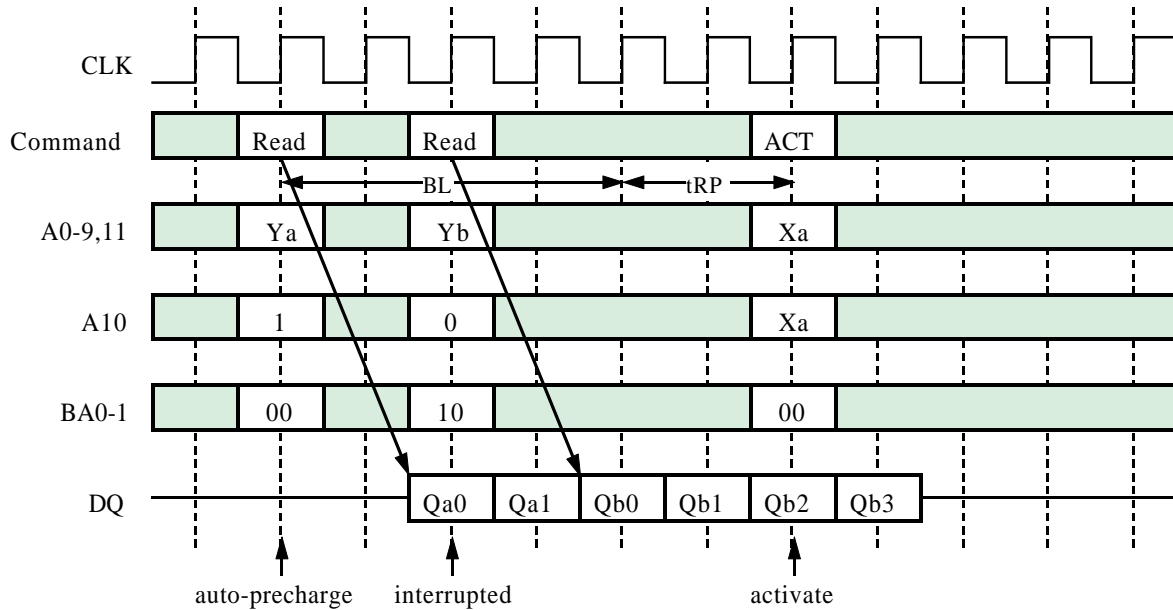 CLK
Command Read Read ACT
BL tRP
A0-9,11 Ya Yb Xa
A10 1 0 Xa
BA0-1 00 10 00
DQ Qa0 Qa1 Qb0 Qb1 Qb2 Qb3
auto-precharge interrupted activate